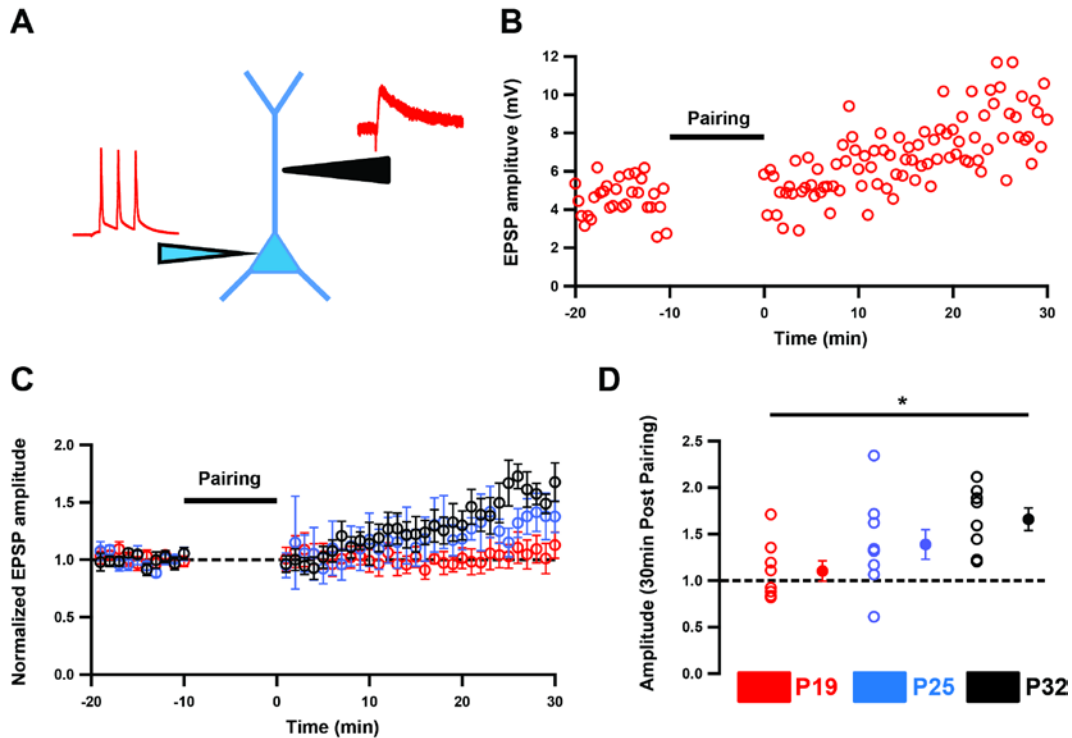 A
B
EPSP amplituve (mV)
12
10
8
6
4
2
0
Pairing
-20
-10
0
10
20
30
Time (min)
C
Normalized EPSP amplitude
2.0
1.5
1.0
0.5
0.0
Pairing
-20
-10
0
10
20
30
Time (min)
D
Amplitude (30min Post Pairing)
2.5
2.0
1.5
1.0
0.5
0
*
P19
P25
P32